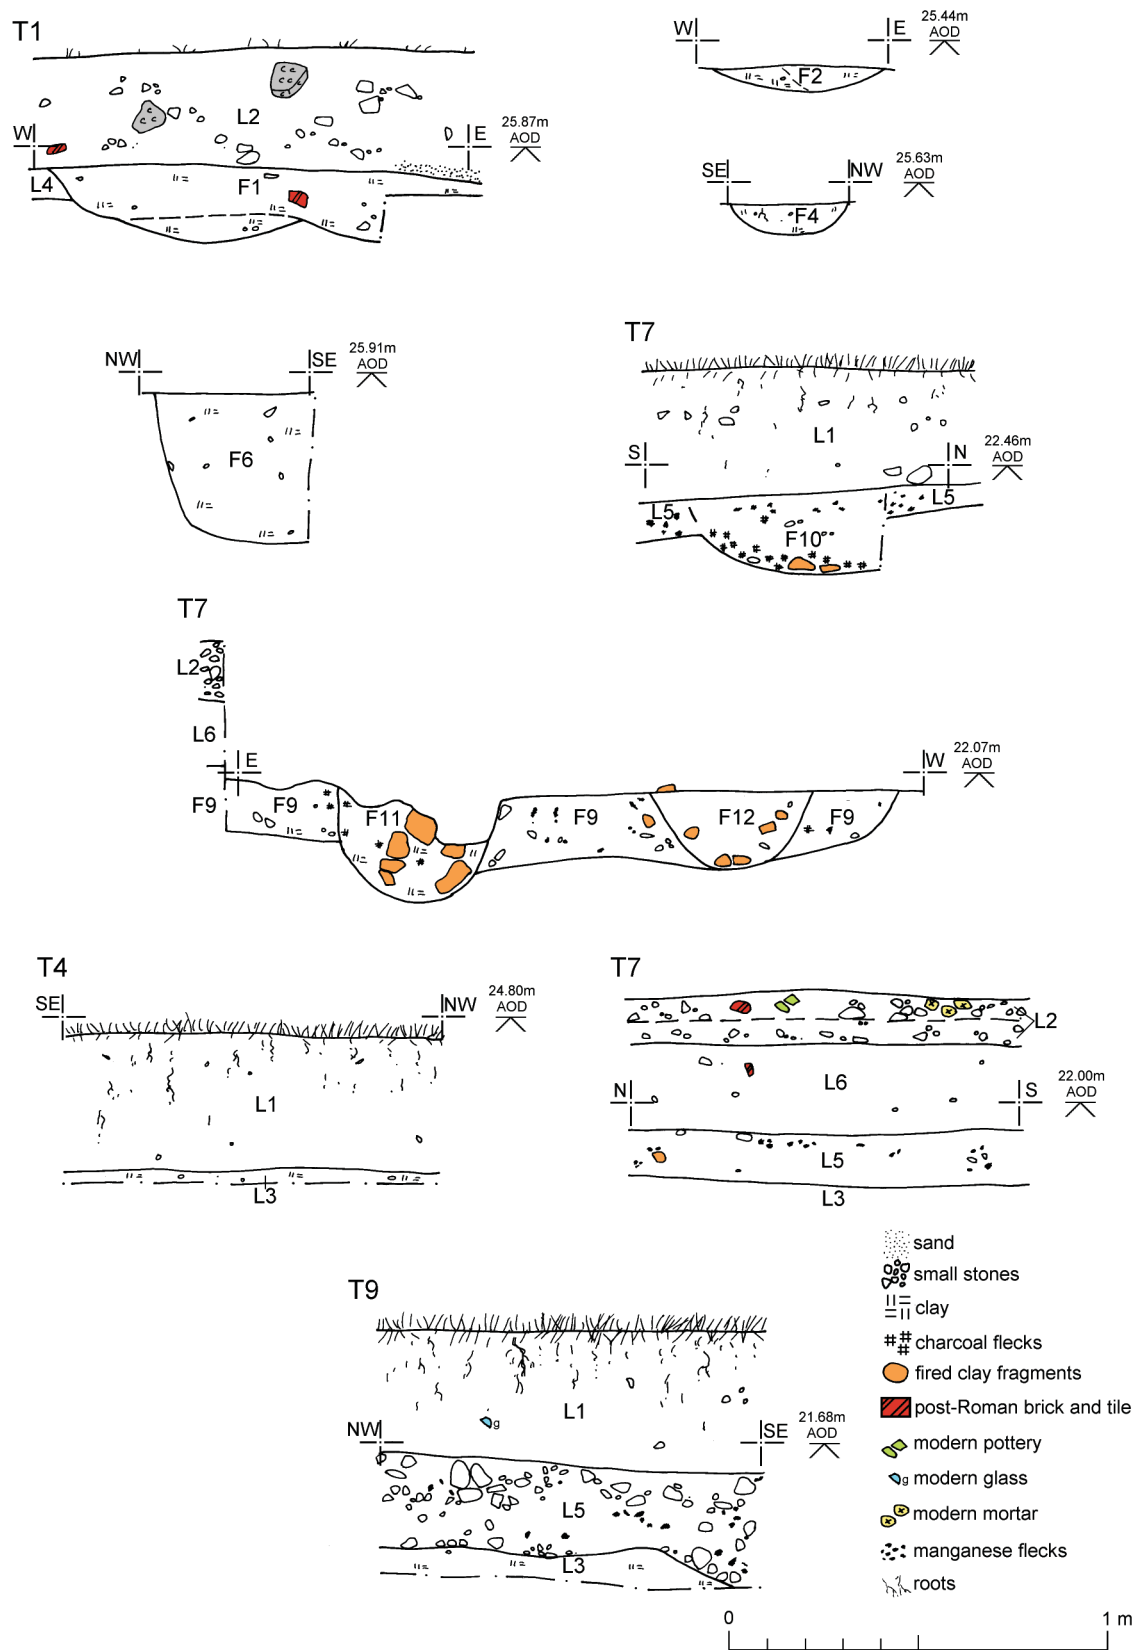 T1
L2
W
E
25.87m
AOD
L4
F1
W
E
25.44m
AOD
F2
SE
NW
25.63m
AOD
F4
NW
SE
25.91m
AOD
F6
T7
L1
S
N
22.46m
AOD
L5
L5
F10
T7
L2
L6
E
W
22.07m
AOD
F9
F9
F11
F9
F12
F9
T4
SE
NW
24.80m
AOD
L1
L3
T7
L2
L6
N
S
22.00m
AOD
L5
L3
T9
L1
g
NW
SE
21.68m
AOD
L5
L3
sand
small stones
clay
charcoal flecks
fired clay fragments
post-Roman brick and tile
modern pottery
g modern glass
modern mortar
manganese flecks
roots
0
1 m